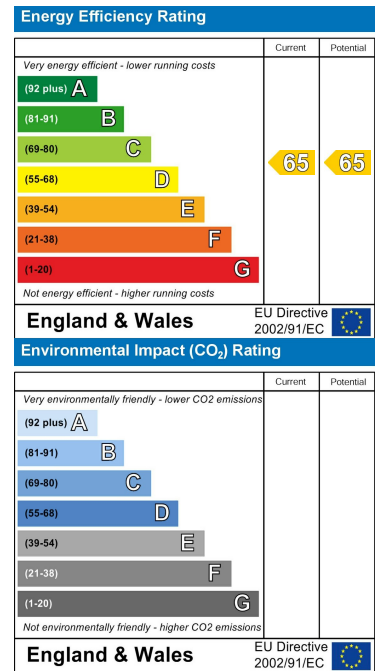 Energy Efficiency Rating
Current Potential
Very energy efficient - lower running costs
(92 plus) A
(81-91) B
(69-80) C
(55-68) D
(39-54) E
(21-38) F
(1-20) G
65 65
Not energy efficient - higher running costs
England & Wales
EU Directive
2002/91/EC
Environmental Impact (CO₂) Rating
Current Potential
Very environmentally friendly - lower CO2 emissions
(92 plus) A
(81-91) B
(69-80) C
(55-68) D
(39-54) E
(21-38) F
(1-20) G
Not environmentally friendly - higher CO2 emissions
England & Wales
EU Directive
2002/91/EC